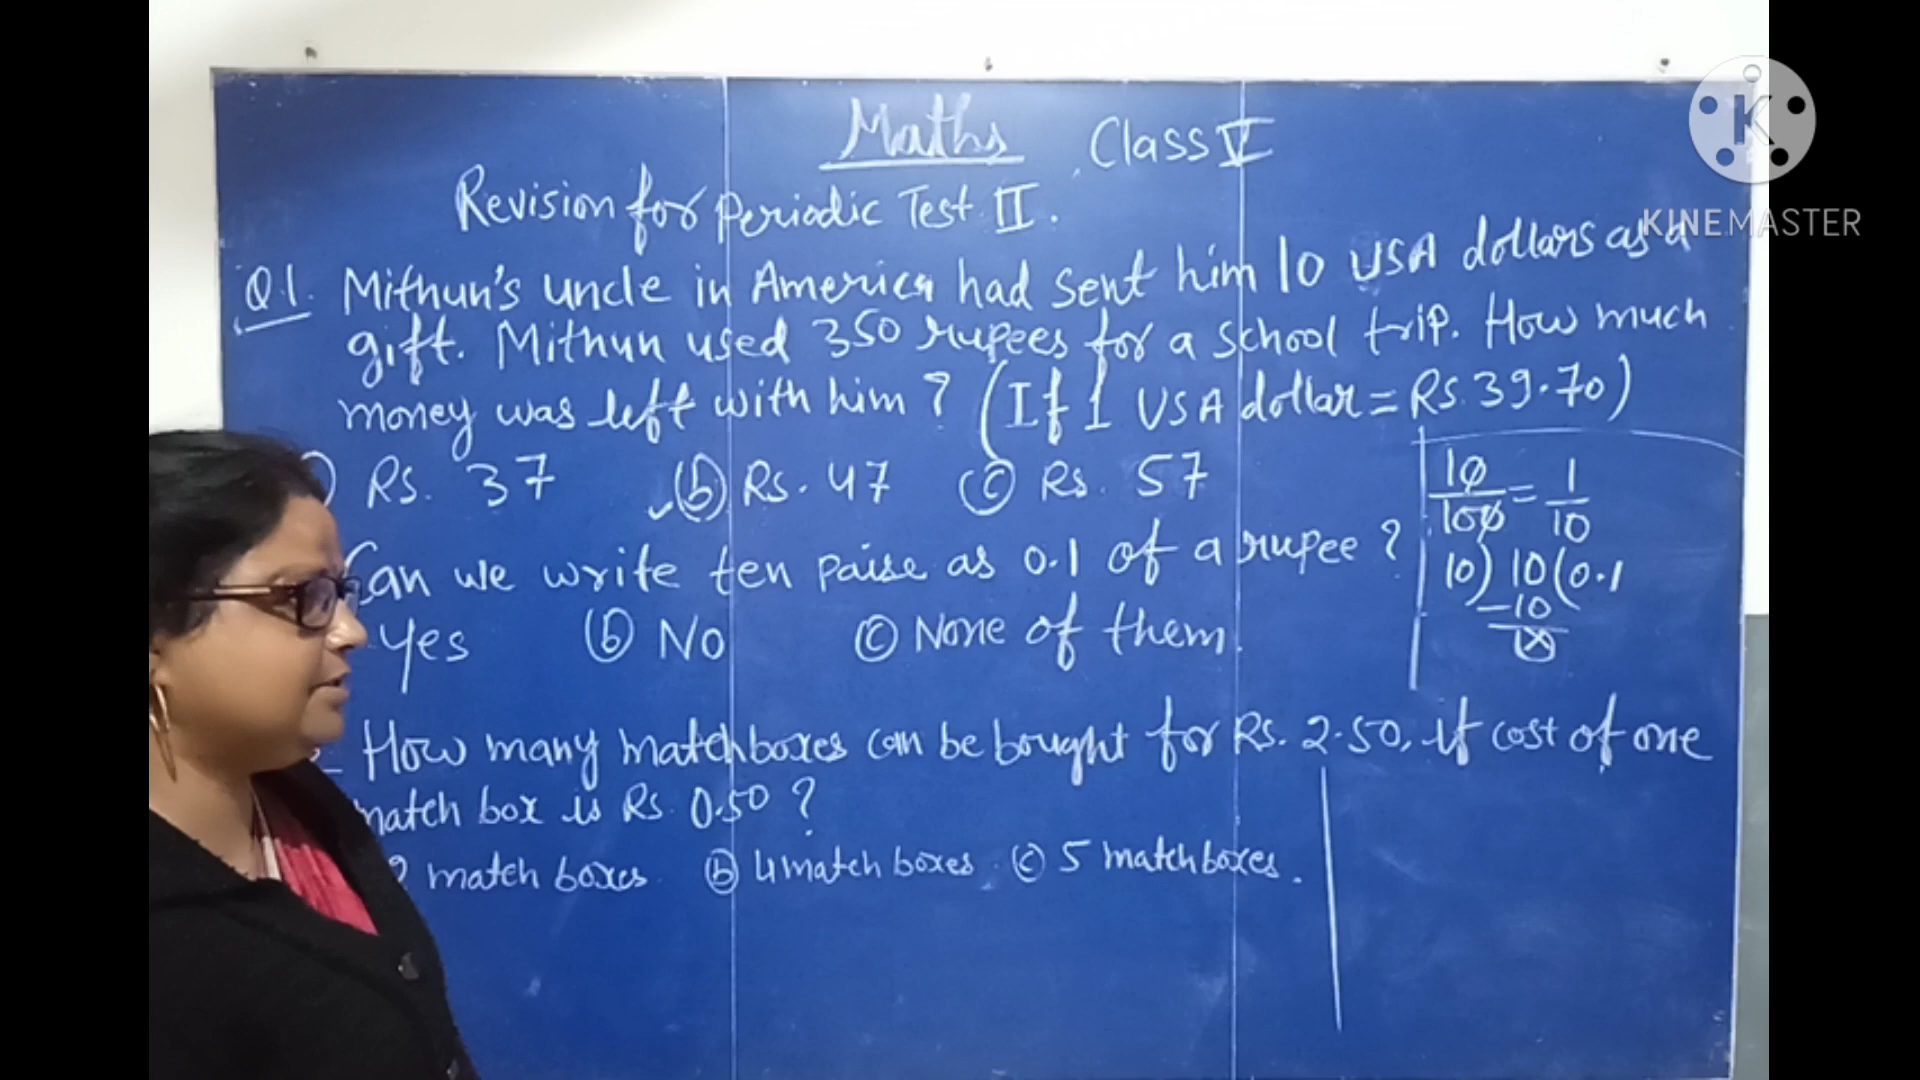 Maths Class V
Revision for periodic Test II.
Q.1. Mithun's uncle in America had sent him 10 USA dollars as a
gift. Mithun used 350 rupees for a school trip. How much
money was left with him? (If 1 USA dollar = Rs. 39.70)
Rs. 37 (b) Rs. 47 (c) Rs. 57
Can we write ten paise as 0.1 of a rupee?
Yes (b) No (c) None of them.
How many matchboxes can be bought for Rs. 2.50, if cost of one
match box is Rs. 0.50?
match boxes (b) 4 match boxes (c) 5 matchboxes.
10/100 = 1/10
10) 10 (0.1
-10
X
K
KINEMASTER